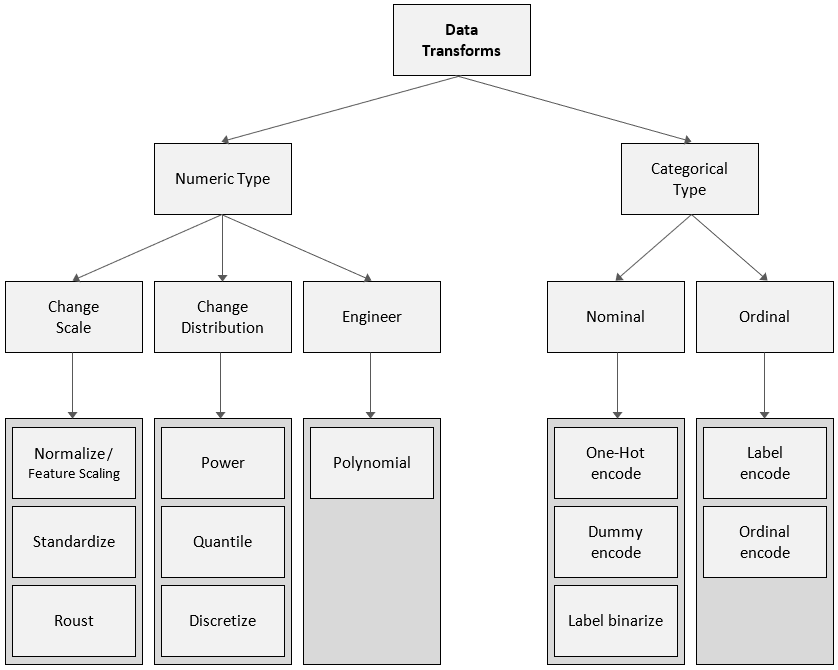 Data
Transforms
Numeric Type
Categorical
Type
Change
Scale
Change
Distribution
Engineer
Nominal
Ordinal
Normalize/
Feature Scaling
Standardize
Roust
Power
Quantile
Discretize
Polynomial
One-Hot
encode
Dummy
encode
Label binarize
Label
encode
Ordinal
encode